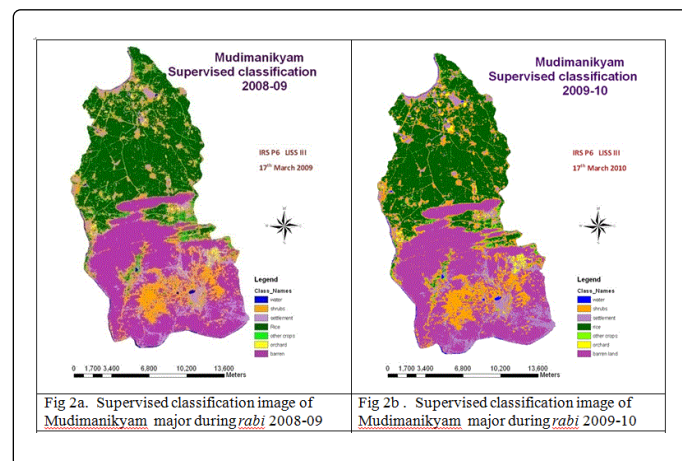 Mudimanikyam
Supervised classification
2008-09
IRS P6 LISS III
17th March 2009
Legend
Class_Names
water
shrubs
settlement
Rice
other crops
orchard
barren
0 1,700 3,400 6,800 10,200 13,600
Meters
Fig 2a. Supervised classification image of
Mudimanikyam major during rabi 2008-09
Mudimanikyam
Supervised classification
2009-10
IRS P6 LISS III
17th March 2010
Legend
Class_Names
water
shrubs
settlement
rice
other crops
orchard
barren land
0 1,700 3,400 6,800 10,200 13,600
Meters
Fig 2b . Supervised classification image of
Mudimanikyam major during rabi 2009-10